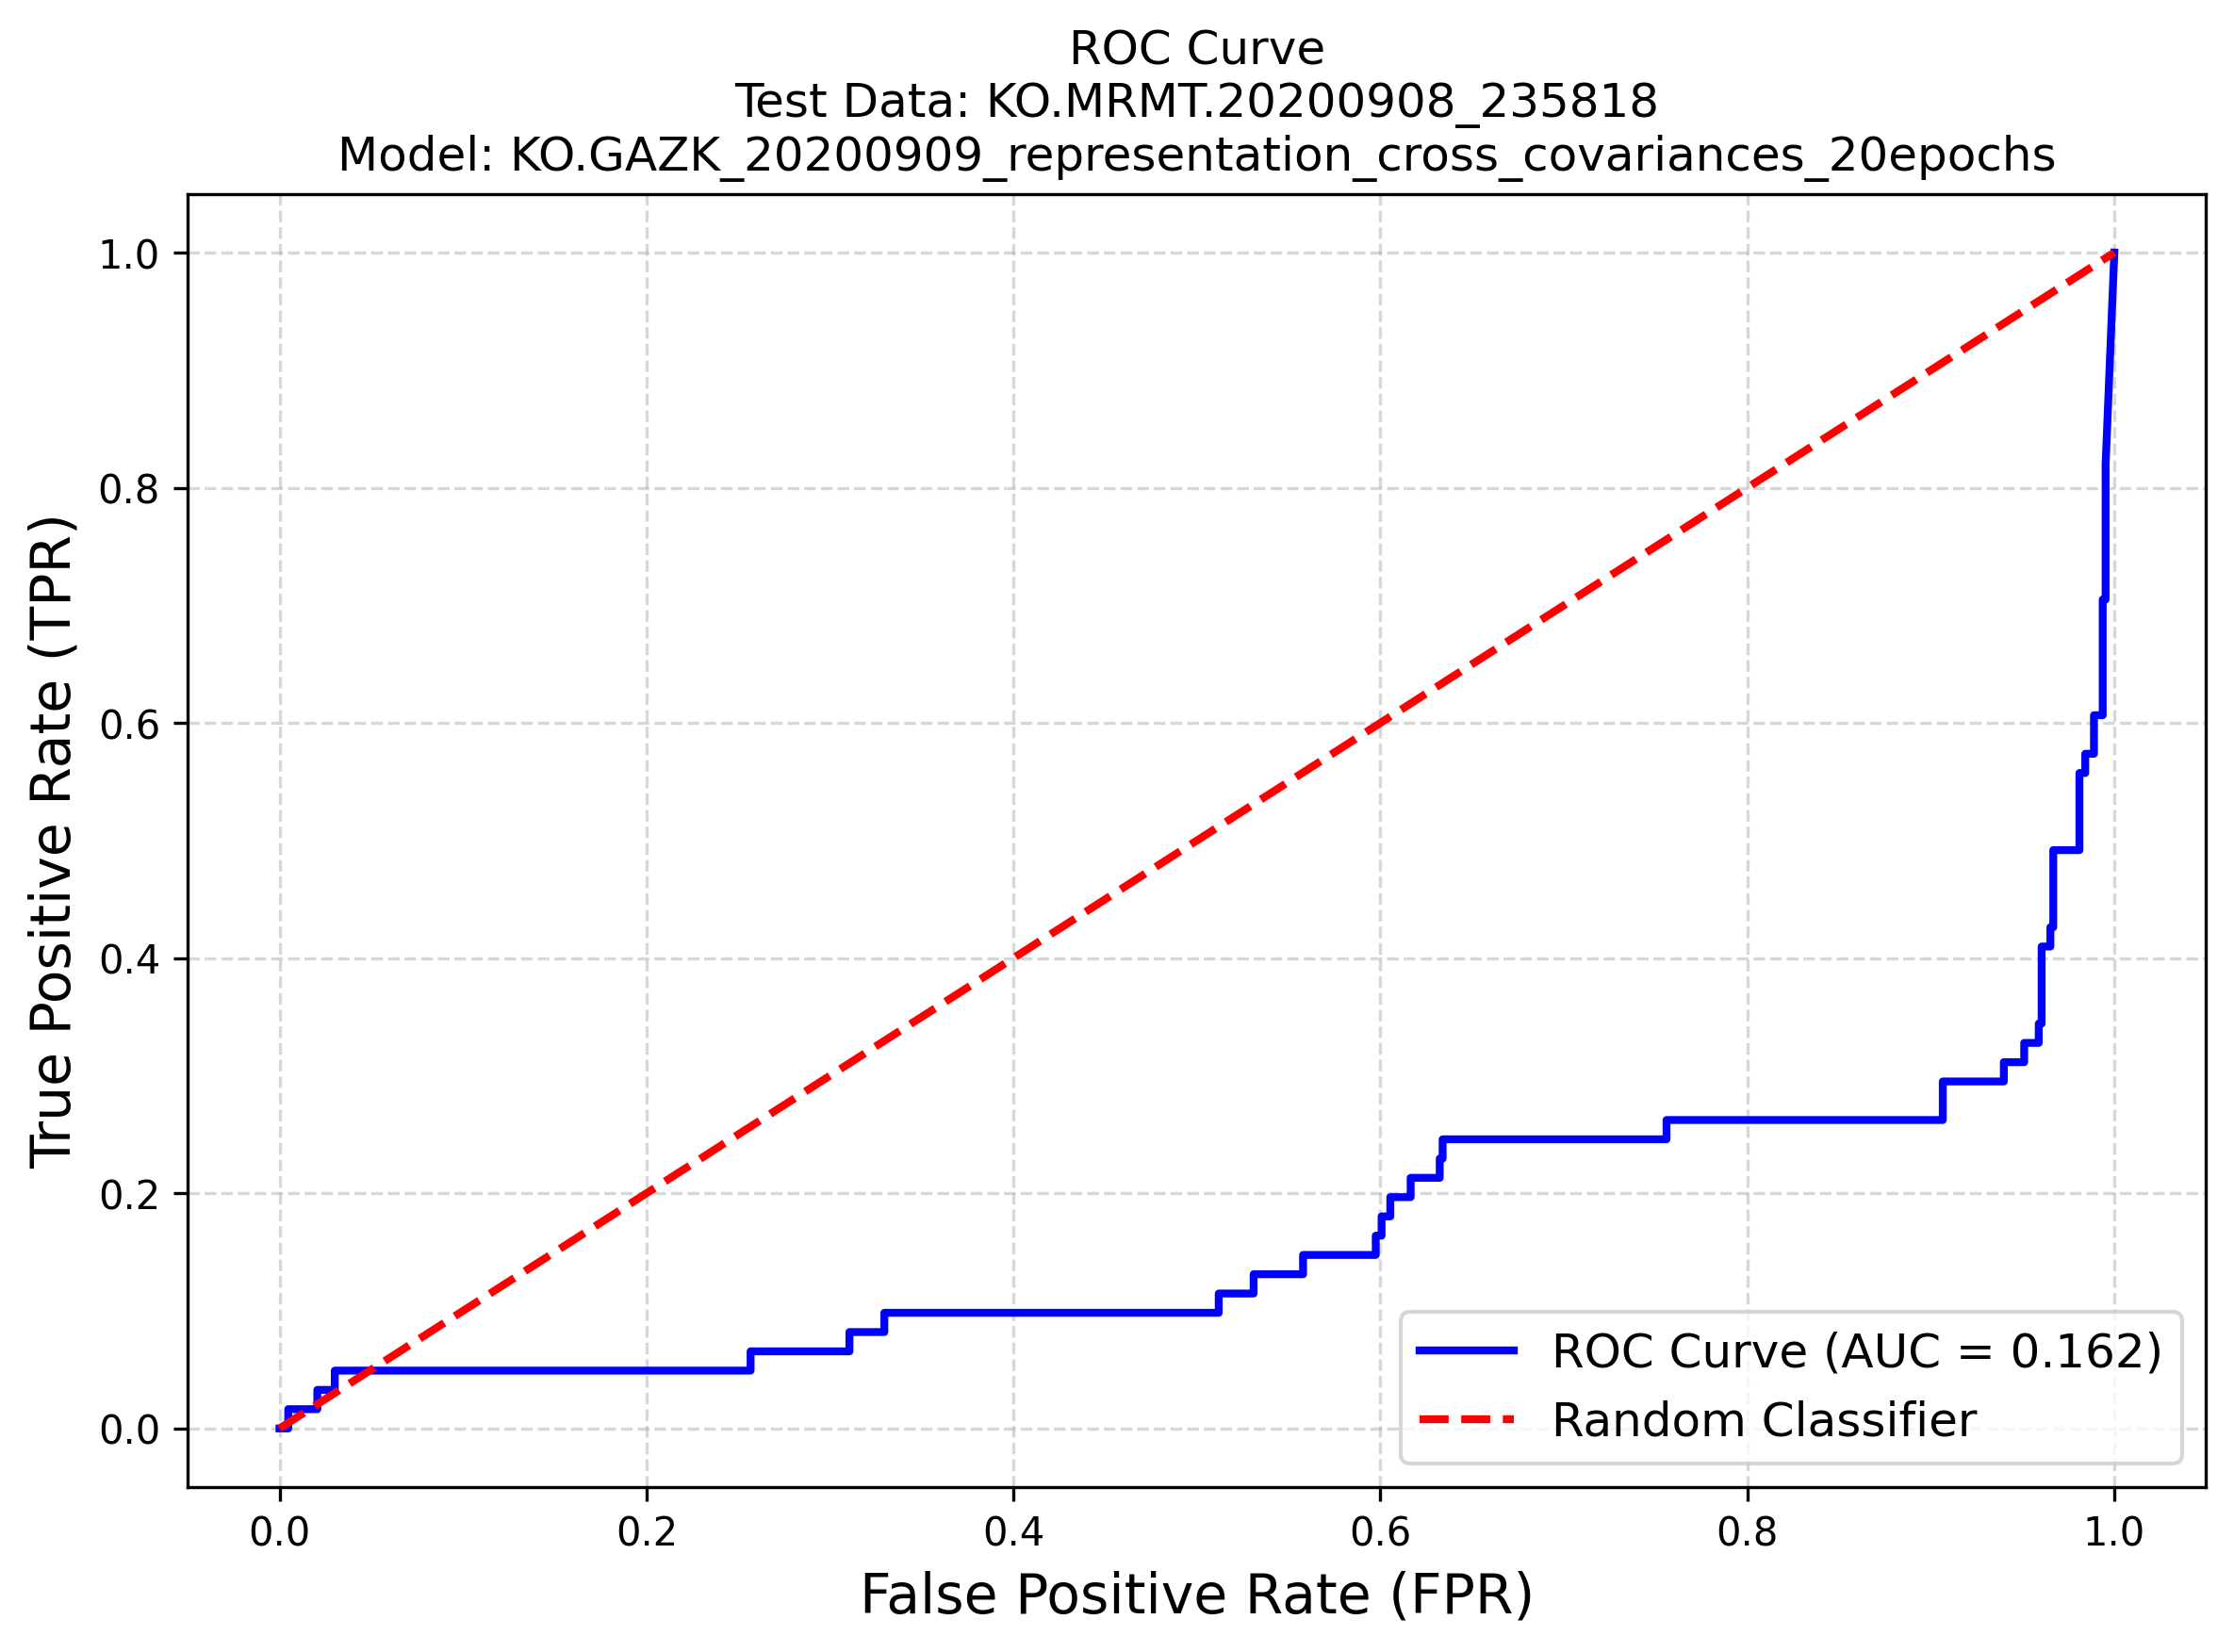 ROC Curve
Test Data: KO.MRMT.20200908_235818
Model: KO.GAZK_20200909_representation_cross_covariances_20epochs
True Positive Rate (TPR)
1.0
0.8
0.6
0.4
0.2
0.0
ROC Curve (AUC = 0.162)
Random Classifier
0.0 0.2 0.4 0.6 0.8 1.0
False Positive Rate (FPR)